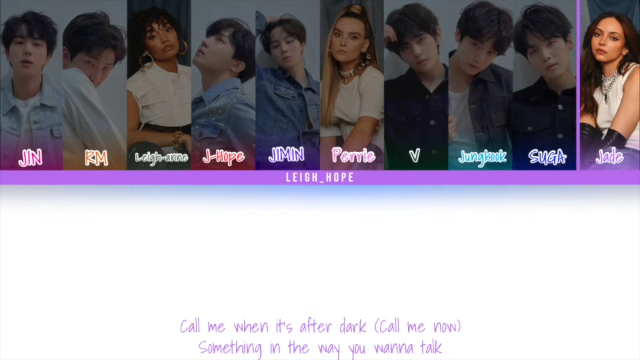 JIN RM Leigh-anne J-Hope JIMIN Perrie V Jungkook SUGA Jade
LEIGH_HOPE
Call me when it's after dark (Call me now)
Something in the way you wanna talk